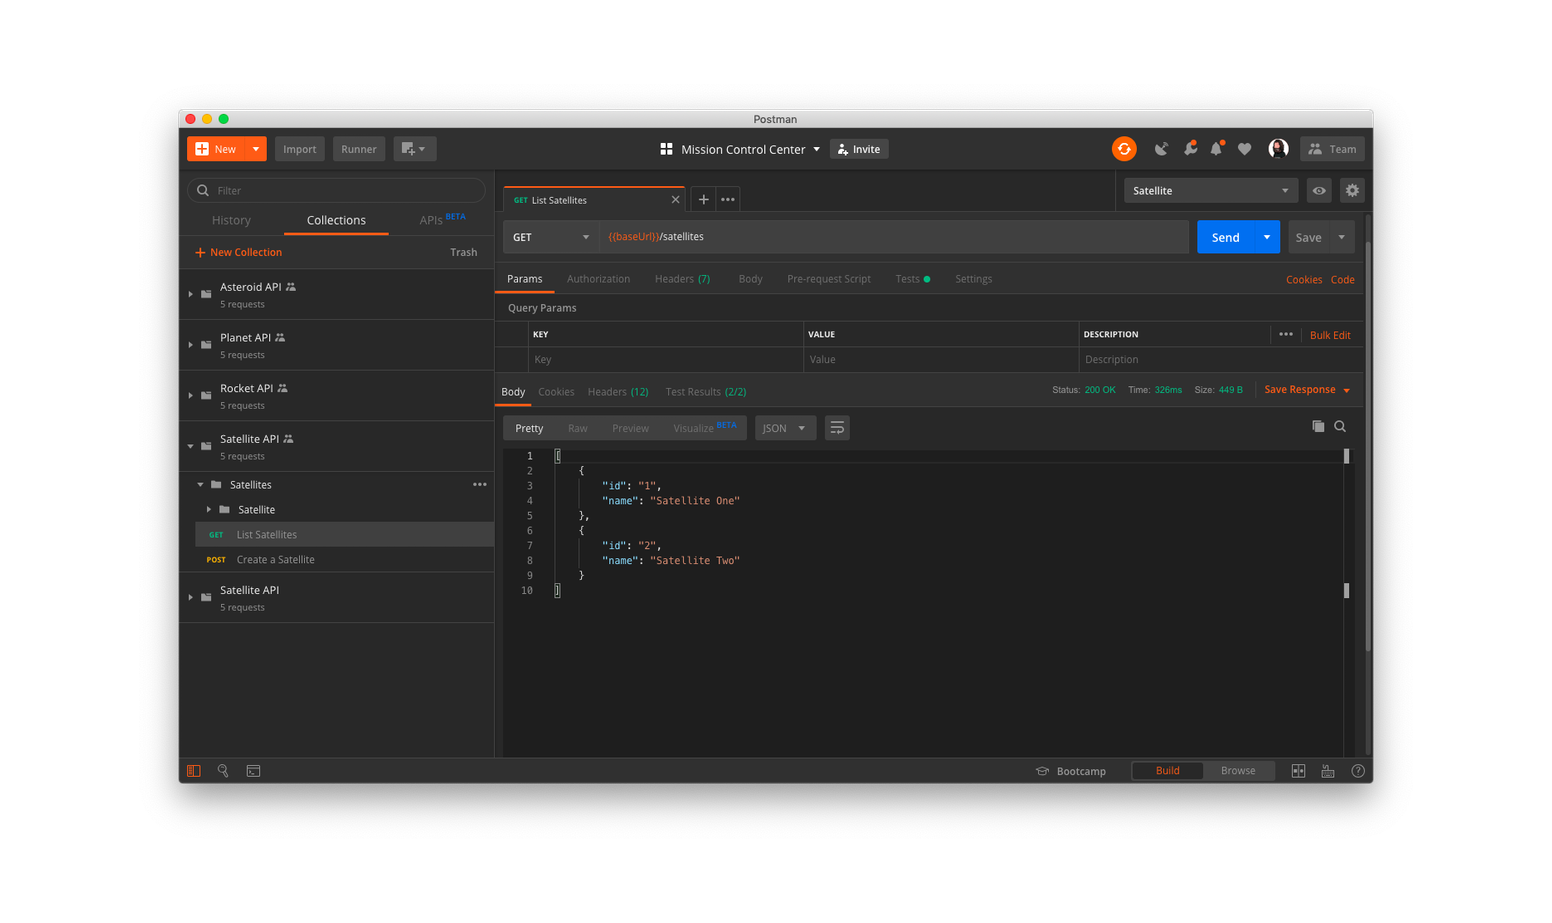 Postman
New
Import
Runner
Mission Control Center
Invite
Team
Filter
History
Collections
APIs BETA
New Collection
Trash
Asteroid API
5 requests
Planet API
5 requests
Rocket API
5 requests
Satellite API
5 requests
Satellites
Satellite
GET List Satellites
POST Create a Satellite
Satellite API
5 requests
GET List Satellites
Satellite
GET
{{baseUrl}}/satellites
Send
Save
Params
Authorization
Headers (7)
Body
Pre-request Script
Tests
Settings
Cookies
Code
Query Params
KEY
VALUE
DESCRIPTION
Bulk Edit
Key
Value
Description
Body
Cookies
Headers (12)
Test Results (2/2)
Status: 200 OK
Time: 326ms
Size: 449 B
Save Response
Pretty
Raw
Preview
Visualize BETA
JSON
1 [
2 {
3 "id": "1",
4 "name": "Satellite One"
5 },
6 {
7 "id": "2",
8 "name": "Satellite Two"
9 }
10 ]
Bootcamp
Build
Browse